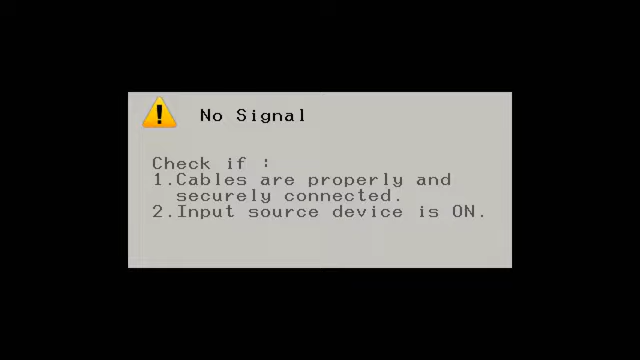 No Signal
Check if :
1.Cables are properly and
securely connected.
2.Input source device is ON.